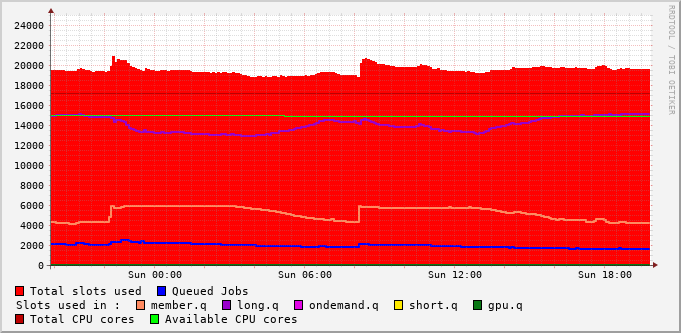 RRDTOOL / TOBI OETIKER
24000
22000
20000
18000
16000
14000
12000
10000
8000
6000
4000
2000
0
Sun 00:00 Sun 06:00 Sun 12:00 Sun 18:00
Total slots used Queued Jobs
Slots used in : member.q long.q ondemand.q short.q gpu.q
Total CPU cores Available CPU cores